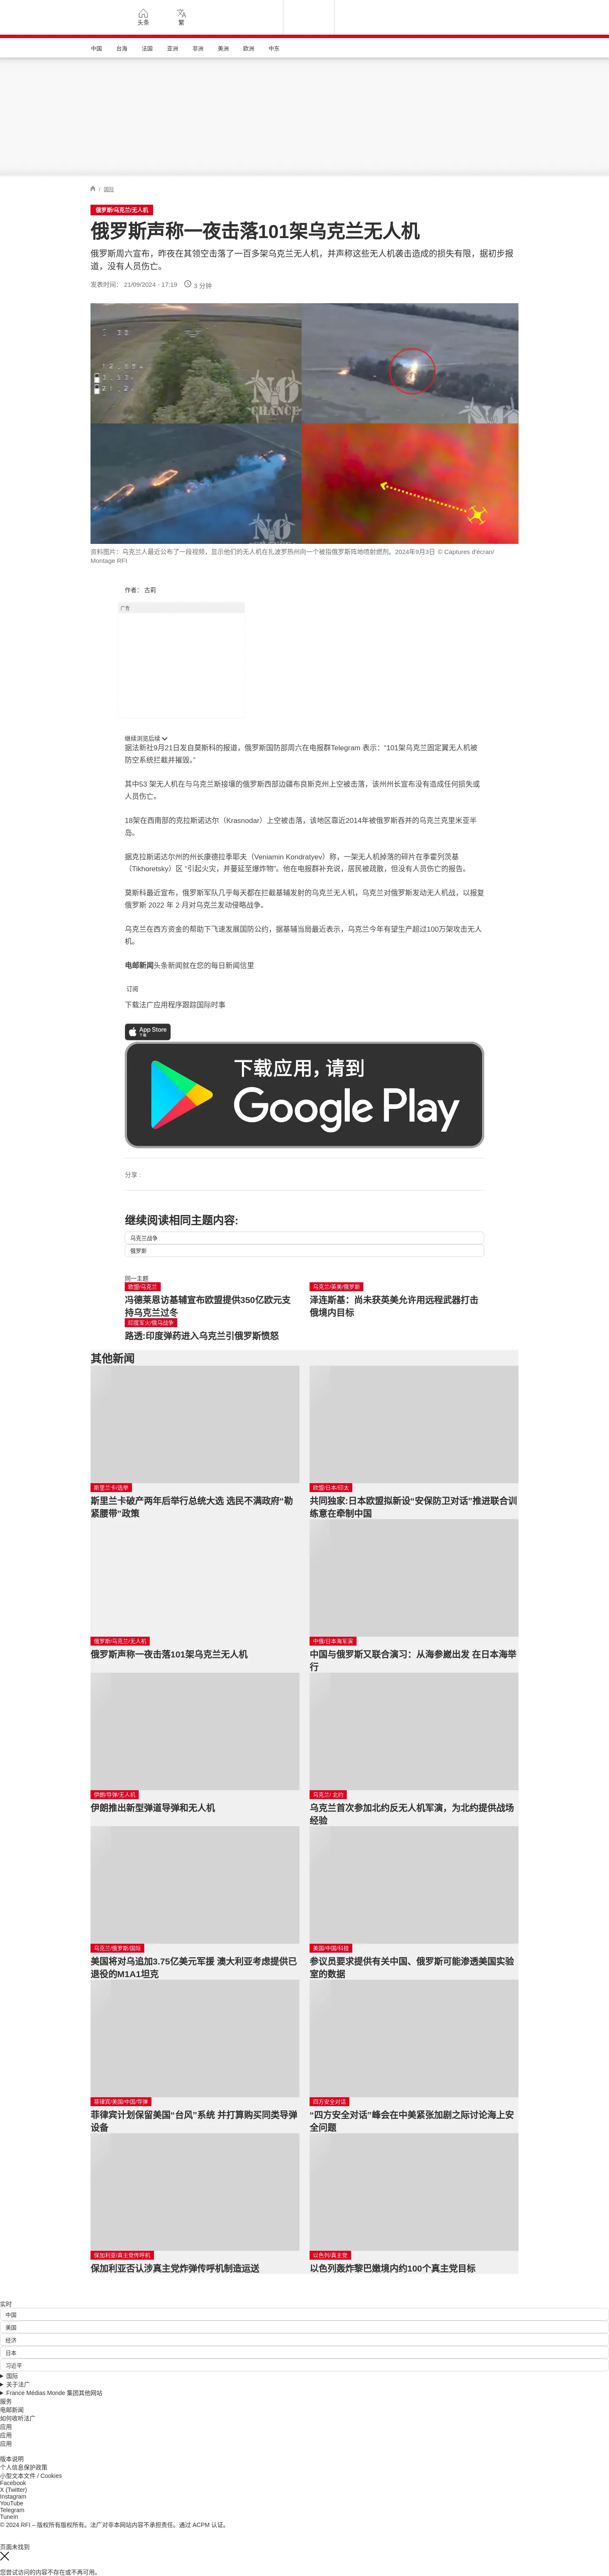 头条
繁
中国 台海 法国 亚洲 非洲 美洲 欧洲 中东
/ 国际
俄罗斯/乌克兰/无人机
俄罗斯声称一夜击落101架乌克兰无人机
俄罗斯周六宣布，昨夜在其领空击落了一百多架乌克兰无人机，并声称这些无人机袭击造成的损失有限，据初步报
道，没有人员伤亡。
发表时间： 21/09/2024 - 17:19 3 分钟
NO CHANCE
NO
NO CHANCE
资料图片：乌克兰人最近公布了一段视频，显示他们的无人机在扎波罗热州向一个被指俄罗斯阵地喷射燃剂。2024年9月3日 © Captures d'écran/
Montage RFI
作者： 古莉
广告
继续浏览后续
据法新社9月21日发自莫斯科的报道，俄罗斯国防部周六在电报群Telegram 表示：“101架乌克兰固定翼无人机被
防空系统拦截并摧毁。”
其中53 架无人机在与乌克兰斯接壤的俄罗斯西部边疆布良斯克州上空被击落，该州州长宣布没有造成任何损失或
人员伤亡。
18架在西南部的克拉斯诺达尔（Krasnodar）上空被击落，该地区靠近2014年被俄罗斯吞并的乌克兰克里米亚半
岛。
据克拉斯诺达尔州的州长康德拉季耶夫（Veniamin Kondratyev）称，一架无人机掉落的碎片在季霍列茨基
（Tikhoretsky）区 “引起火灾，并蔓延至爆炸物”。他在电报群补充说，居民被疏散，但没有人员伤亡的报告。
莫斯科最近宣布，俄罗斯军队几乎每天都在拦截基辅发射的乌克兰无人机，乌克兰对俄罗斯发动无人机战，以报复
俄罗斯 2022 年 2 月对乌克兰发动侵略战争。
乌克兰在西方资金的帮助下飞速发展国防公约，据基辅当局最近表示，乌克兰今年有望生产超过100万架攻击无人
机。
电邮新闻头条新闻就在您的每日新闻信里
订阅
下载法广应用程序跟踪国际时事
App Store
下载
下载应用，请到
Google Play
分享 :
继续阅读相同主题内容:
乌克兰战争
俄罗斯
同一主题
欧盟/乌克兰
冯德莱恩访基辅宣布欧盟提供350亿欧元支
持乌克兰过冬
乌克兰/英美/俄罗斯
泽连斯基：尚未获英美允许用远程武器打击
俄境内目标
印度军火/俄乌战争
路透:印度弹药进入乌克兰引俄罗斯愤怒
其他新闻
斯里兰卡/选举
斯里兰卡破产两年后举行总统大选 选民不满政府“勒
紧腰带”政策
欧盟/日本/印太
共同独家:日本欧盟拟新设“安保防卫对话”推进联合训
练意在牵制中国
俄罗斯/乌克兰/无人机
俄罗斯声称一夜击落101架乌克兰无人机
中俄/日本海军演
中国与俄罗斯又联合演习：从海参崴出发 在日本海举
行
伊朗/导弹/无人机
伊朗推出新型弹道导弹和无人机
乌克兰/ 北约
乌克兰首次参加北约反无人机军演，为北约提供战场
经验
乌克兰/俄罗斯/国际
美国将对乌追加3.75亿美元军援 澳大利亚考虑提供已
退役的M1A1坦克
美国/中国/科技
参议员要求提供有关中国、俄罗斯可能渗透美国实验
室的数据
菲律宾/美国/中国/导弹
菲律宾计划保留美国“台风”系统 并打算购买同类导弹
设备
四方安全对话
“四方安全对话”峰会在中美紧张加剧之际讨论海上安
全问题
保加利亚/真主党传呼机
保加利亚否认涉真主党炸弹传呼机制造运送
以色列/真主党
以色列轰炸黎巴嫩境内约100个真主党目标
实时
中国
美国
经济
日本
习近平
国际
关于法广
France Médias Monde 集团其他网站
服务
电邮新闻
如何收听法广
应用
应用
应用
版本说明
个人信息保护政策
小型文本文件 / Cookies
Facebook
X (Twitter)
Instagram
YouTube
Telegram
TuneIn
© 2024 RFI – 版权所有版权所有。法广对非本网站内容不承担责任。通过 ACPM 认证。
页面未找到
您尝试访问的内容不存在或不再可用。